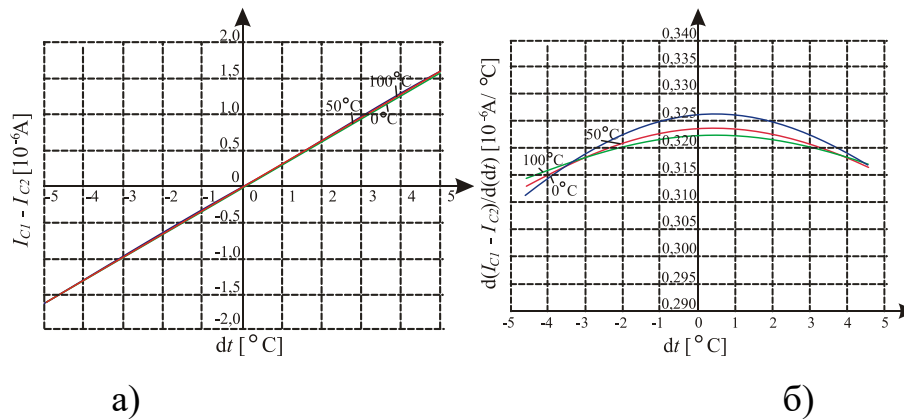 I_C1 - I_C2 [10⁻⁶A]
2,0
1,5
1,0
0,5
0
-0,5
-1,0
-1,5
-2,0
100°C
50°C
0°C
-5 -4 -3 -2 -1 0 1 2 3 4 5
dt [°C]
а)
d(I_C1 - I_C2)/d(dt) [10⁻⁶A/ °C]
0,340
0,335
0,330
0,325
0,320
0,315
0,310
0,305
0,300
0,295
0,290
50°C
100°C
0°C
-5 -4 -3 -2 -1 0 1 2 3 4 5
dt [°C]
б)